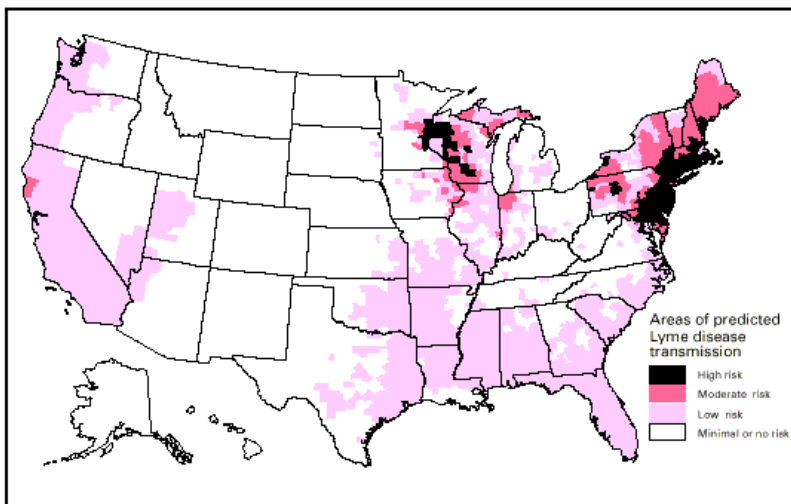 Areas of predicted
Lyme disease
transmission
High risk
Moderate risk
Low risk
Minimal or no risk